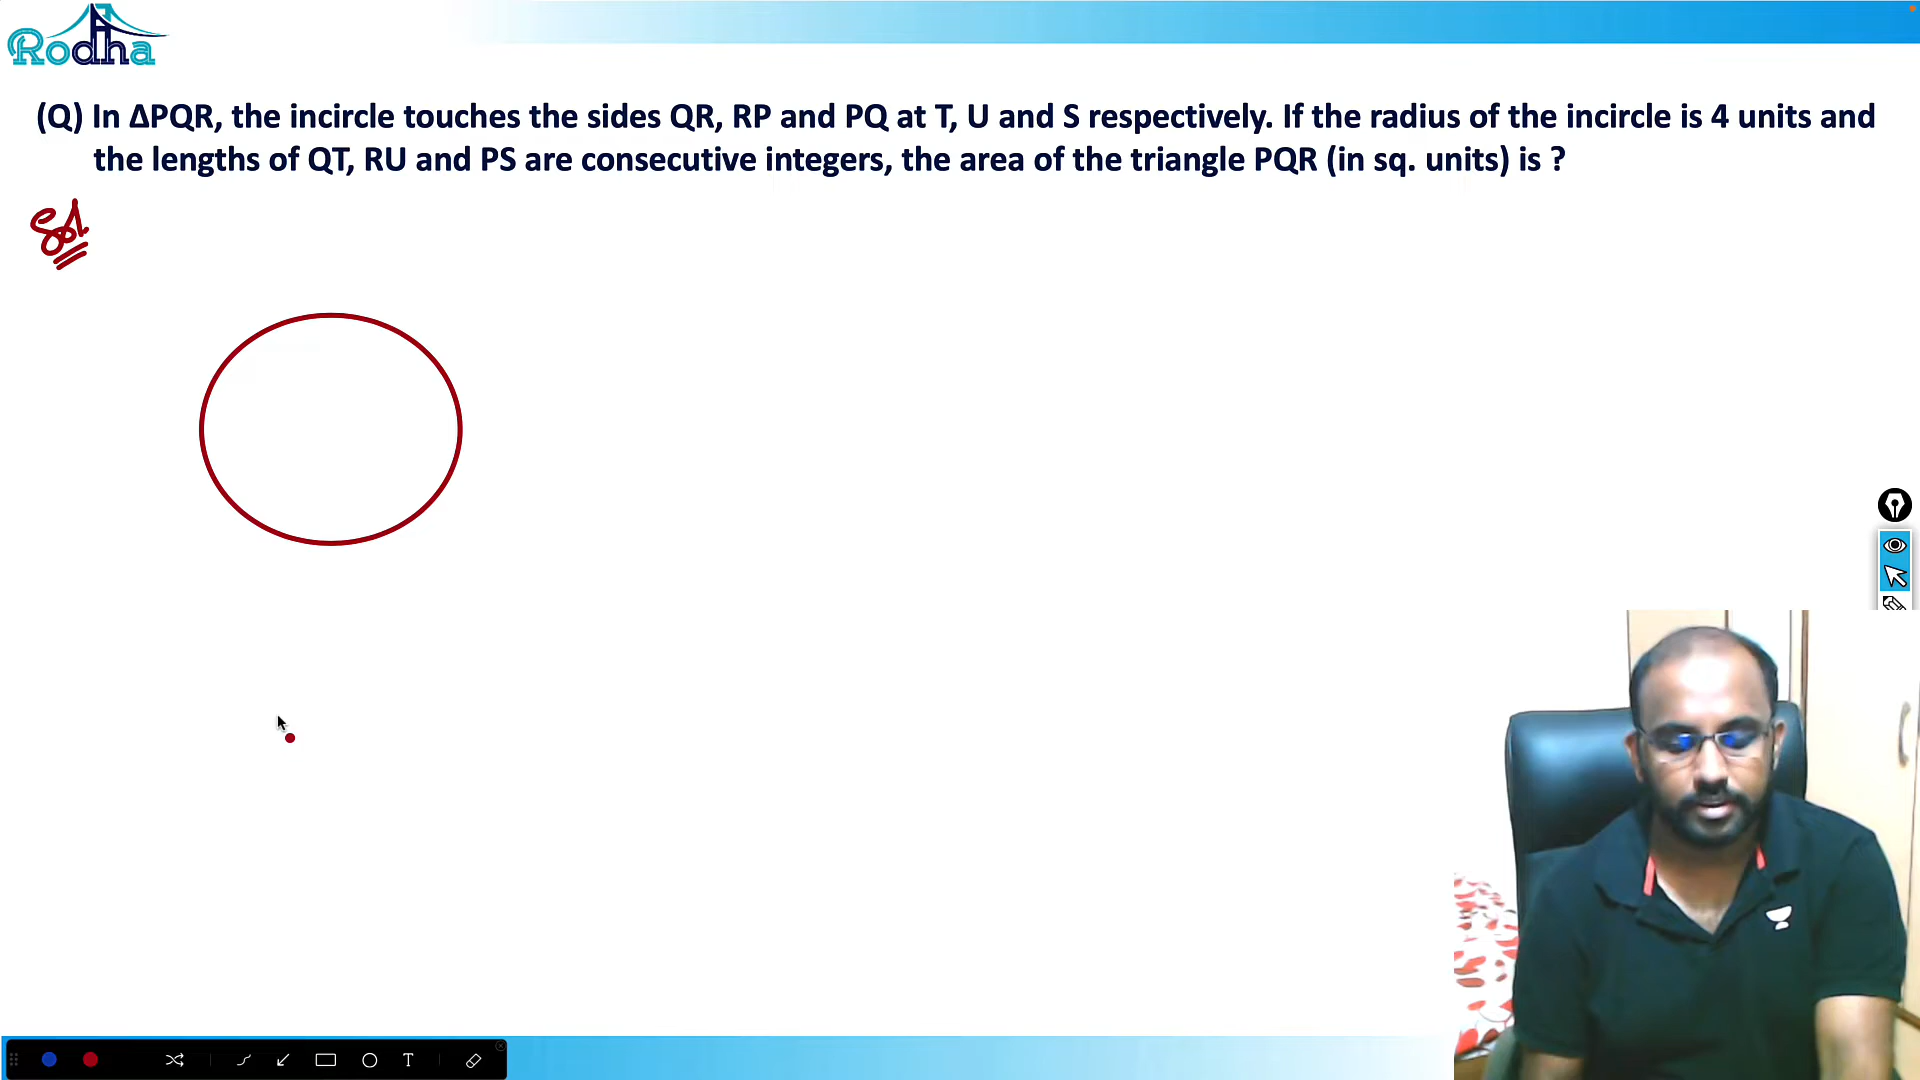 Rodha
(Q) In ΔPQR, the incircle touches the sides QR, RP and PQ at T, U and S respectively. If the radius of the incircle is 4 units and
the lengths of QT, RU and PS are consecutive integers, the area of the triangle PQR (in sq. units) is ?
Sol
T